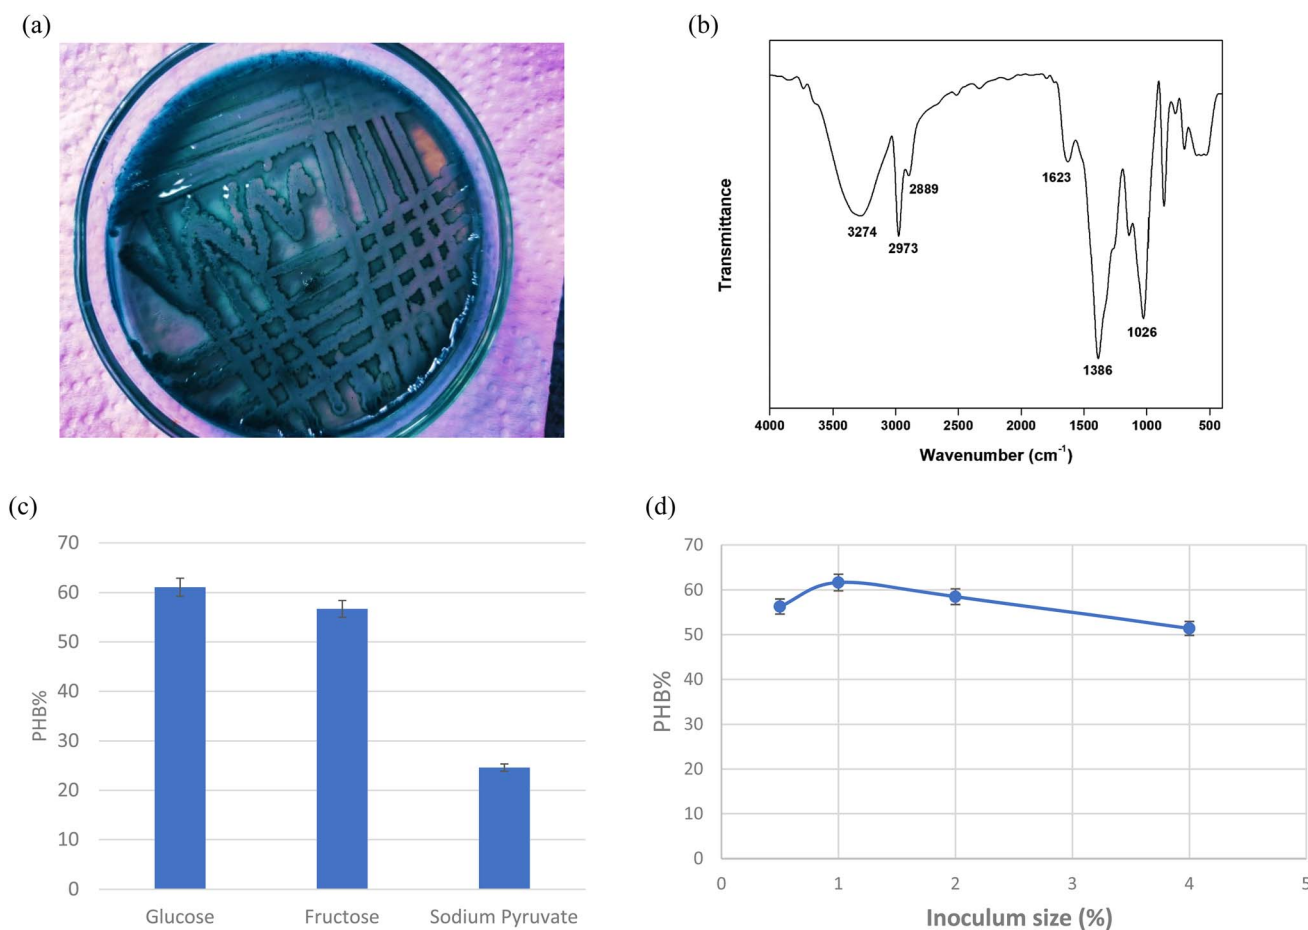 (a)
(b)
Transmittance
3274
2973
2889
1623
1386
1026
4000 3500 3000 2500 2000 1500 1000 500
Wavenumber (cm⁻¹)
(c)
PHB%
70
60
50
40
30
20
10
0
Glucose Fructose Sodium Pyruvate
(d)
PHB%
70
60
50
40
30
20
10
0
0 1 2 3 4 5
Inoculum size (%)